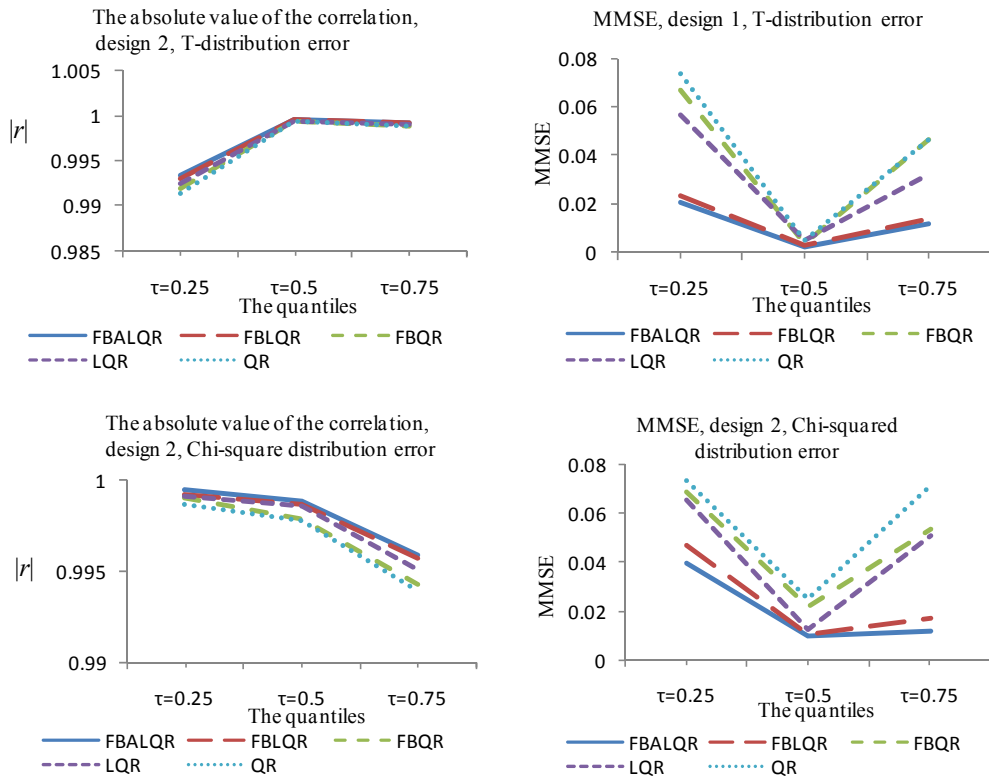 The absolute value of the correlation,
design 2, T-distribution error
1.005
1
0.995
0.99
0.985
|r|
τ=0.25 τ=0.5 τ=0.75
The quantiles
FBALQR FBLQR FBQR
LQR QR
MMSE, design 1, T-distribution error
0.08
0.06
0.04
0.02
0
MMSE
τ=0.25 τ=0.5 τ=0.75
The quantiles
FBALQR FBLQR FBQR
LQR QR
The absolute value of the correlation,
design 2, Chi-square distribution error
1
0.995
0.99
|r|
τ=0.25 τ=0.5 τ=0.75
The quantiles
FBALQR FBLQR FBQR
LQR QR
MMSE, design 2, Chi-squared
distribution error
0.08
0.06
0.04
0.02
0
MMSE
τ=0.25 τ=0.5 τ=0.75
The quantiles
FBALQR FBLQR FBQR
LQR QR